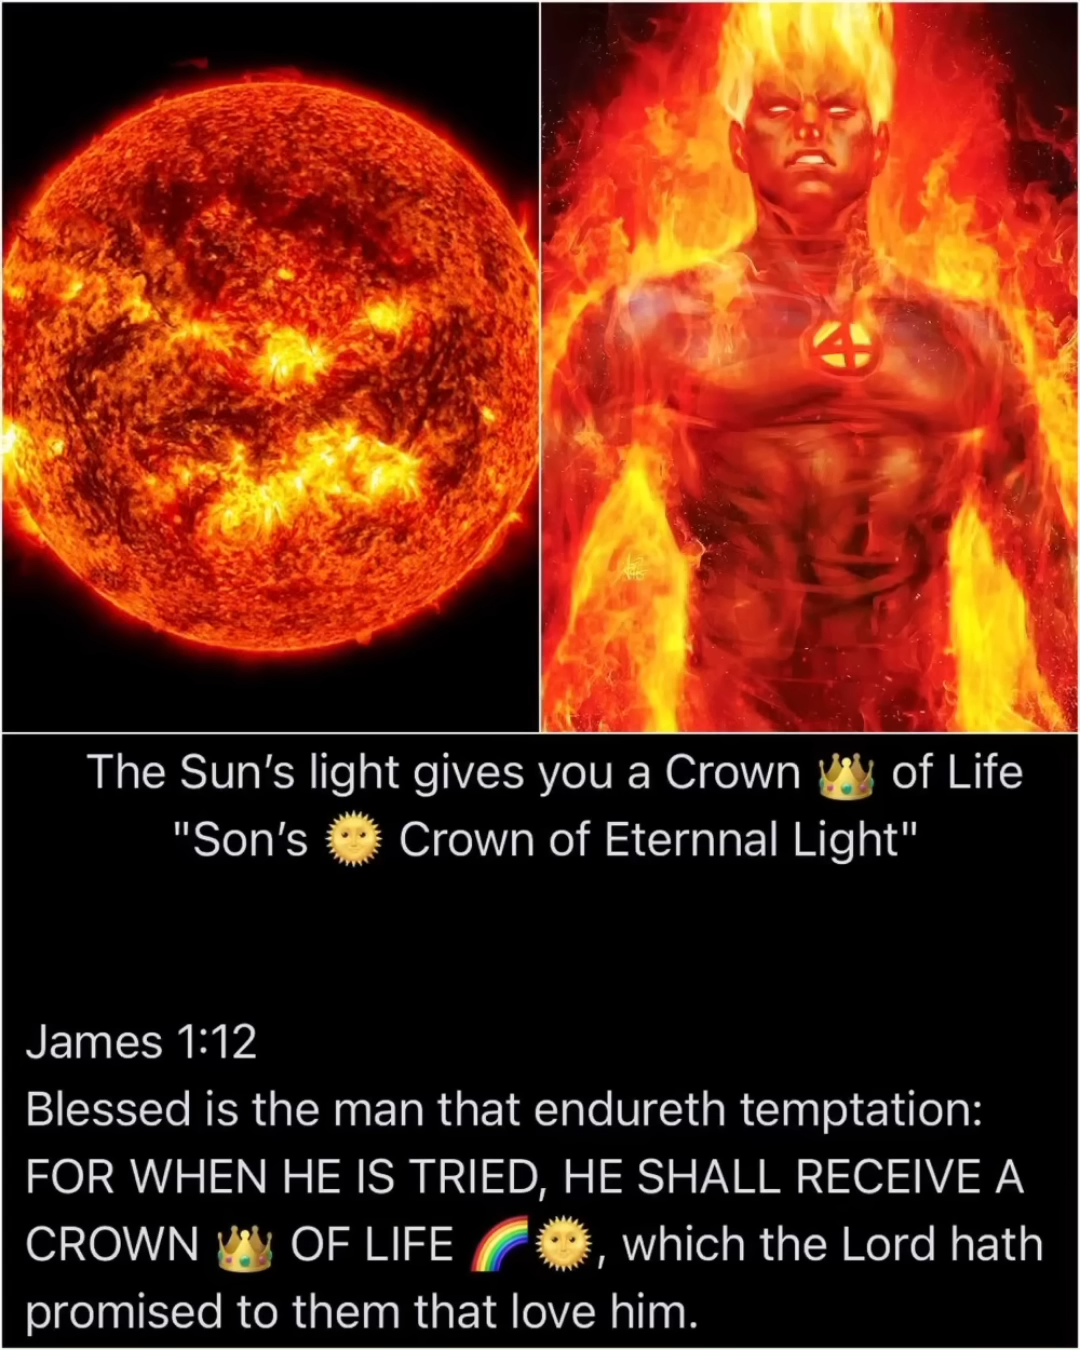 4
The Sun’s light gives you a Crown 👑 of Life
"Son’s 🌞 Crown of Eternnal Light"
James 1:12
Blessed is the man that endureth temptation:
FOR WHEN HE IS TRIED, HE SHALL RECEIVE A
CROWN 👑 OF LIFE 🌈🌞, which the Lord hath
promised to them that love him.